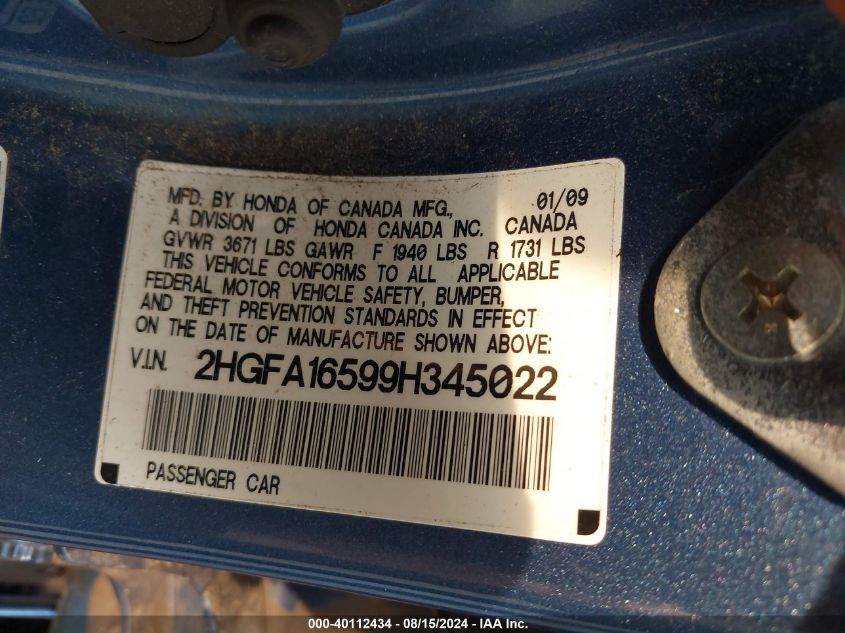 MFD. BY HONDA OF CANADA MFG., 01/09
A DIVISION OF HONDA CANADA INC. CANADA
GVWR 3671 LBS GAWR F 1940 LBS R 1731 LBS
THIS VEHICLE CONFORMS TO ALL APPLICABLE
FEDERAL MOTOR VEHICLE SAFETY, BUMPER,
AND THEFT PREVENTION STANDARDS IN EFFECT
ON THE DATE OF MANUFACTURE SHOWN ABOVE:
V.I.N. 2HGFA16599H345022
PASSENGER CAR
000-40112434 - 08/15/2024 - IAA Inc.